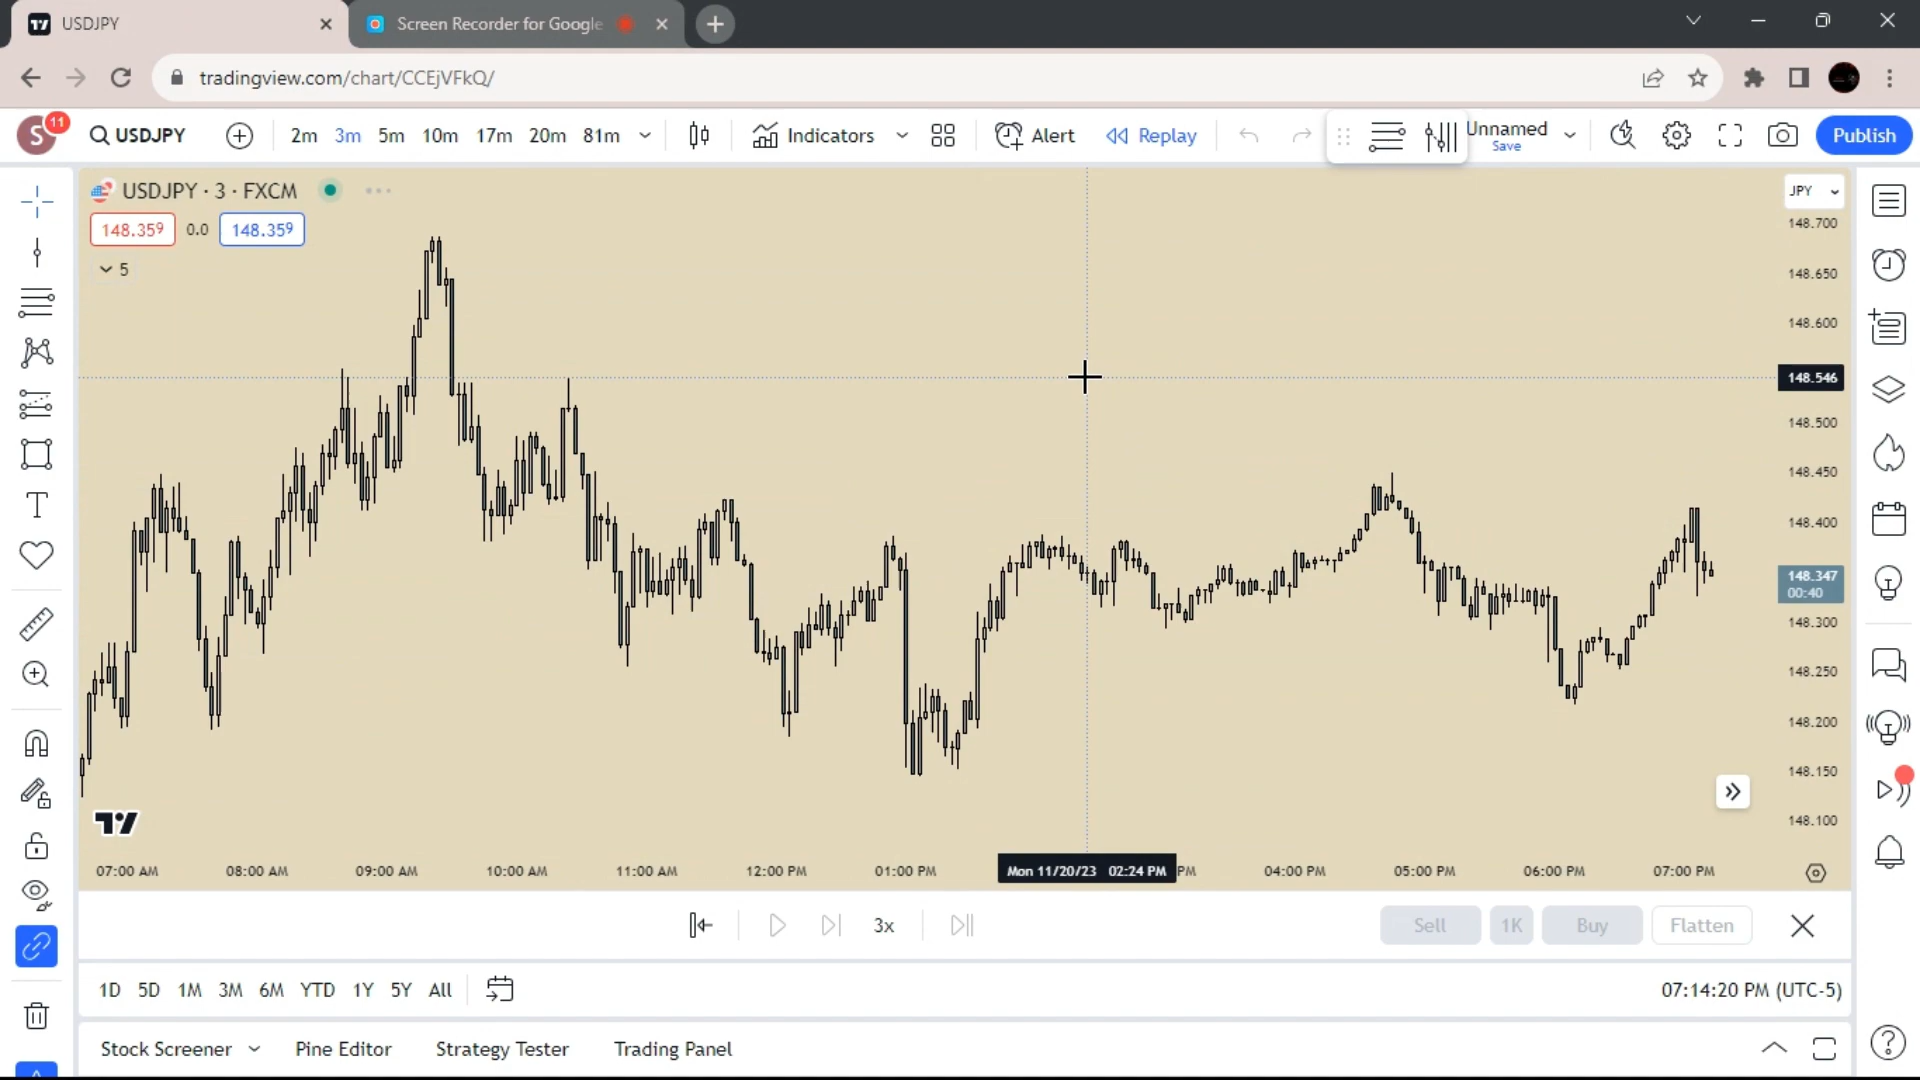 USDJPY
Screen Recorder for Google
tradingview.com/chart/CCEjVFkQ/
S 11 USDJPY 2m 3m 5m 10m 17m 20m 81m Indicators Alert Replay Unnamed Publish
Save
USDJPY · 3 · FXCM
JPY
148.359 0.0 148.359
5
148.700
148.650
148.600
148.546
148.500
148.450
148.400
148.347
00:40
148.300
148.250
148.200
148.150
148.100
07:00 AM 08:00 AM 09:00 AM 10:00 AM 11:00 AM 12:00 PM 01:00 PM Mon 11/20/23 02:24 PM PM 04:00 PM 05:00 PM 06:00 PM 07:00 PM
3x Sell 1K Buy Flatten
1D 5D 1M 3M 6M YTD 1Y 5Y All 07:14:20 PM (UTC-5)
Stock Screener Pine Editor Strategy Tester Trading Panel